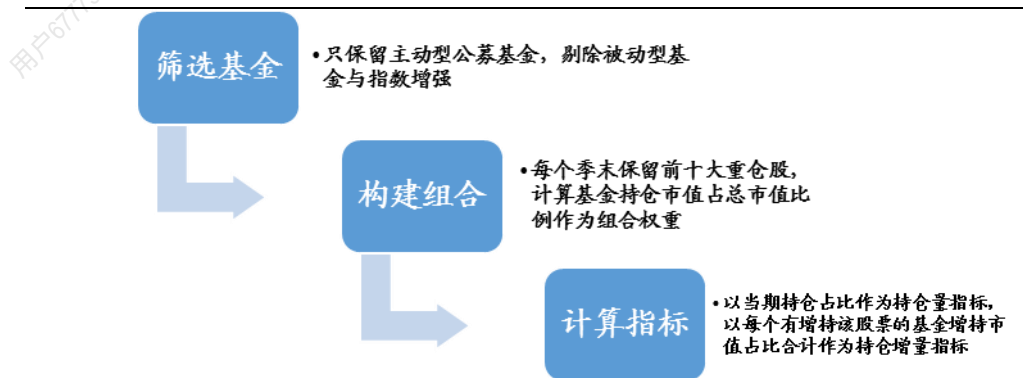 筛选基金
•只保留主动型公募基金，剔除被动型基
金与指数增强
构建组合
•每个季末保留前十大重仓股，
计算基金持仓市值占总市值比
例作为组合权重
计算指标
•以当期持仓占比作为持仓量指标，
以每个有增持该股票的基金增持市
值占比合计作为持仓增量指标